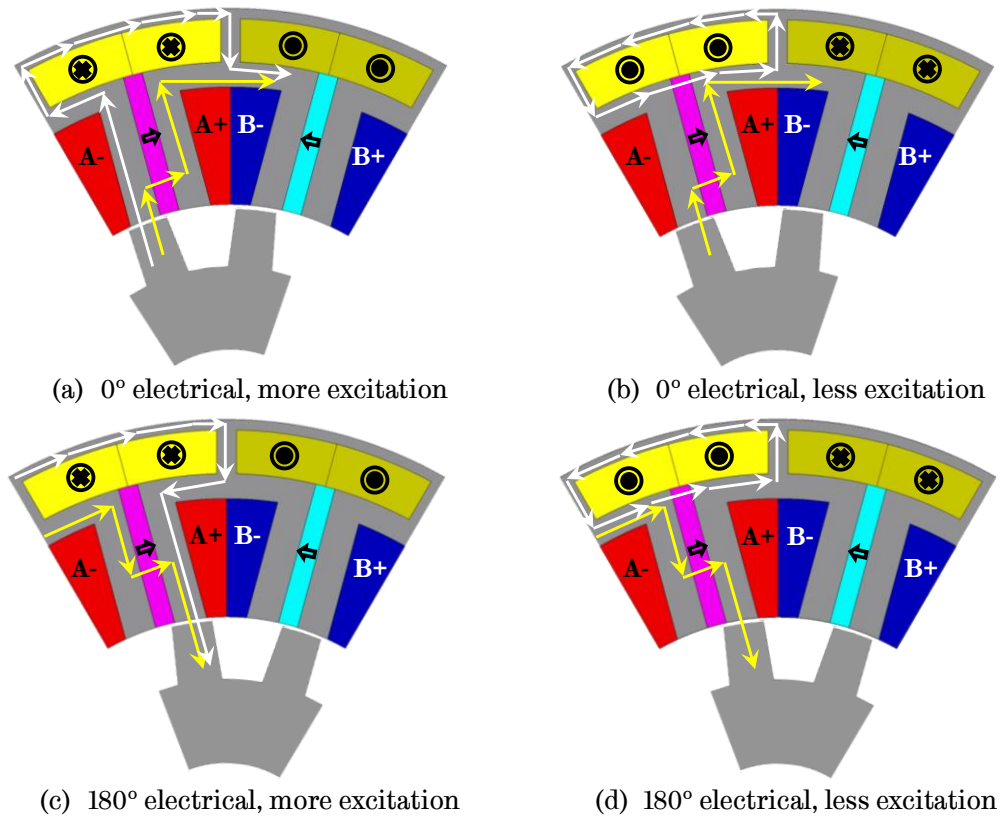 A-
A+
B-
B+
A-
A+
B-
B+
(a) 0° electrical, more excitation
(b) 0° electrical, less excitation
A-
A+
B-
B+
A-
A+
B-
B+
(c) 180° electrical, more excitation
(d) 180° electrical, less excitation